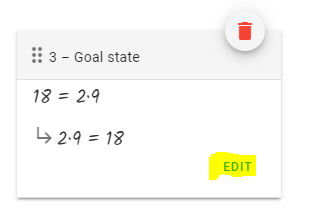 3 – Goal state
18 = 2·9
↳ 2·9 = 18
EDIT